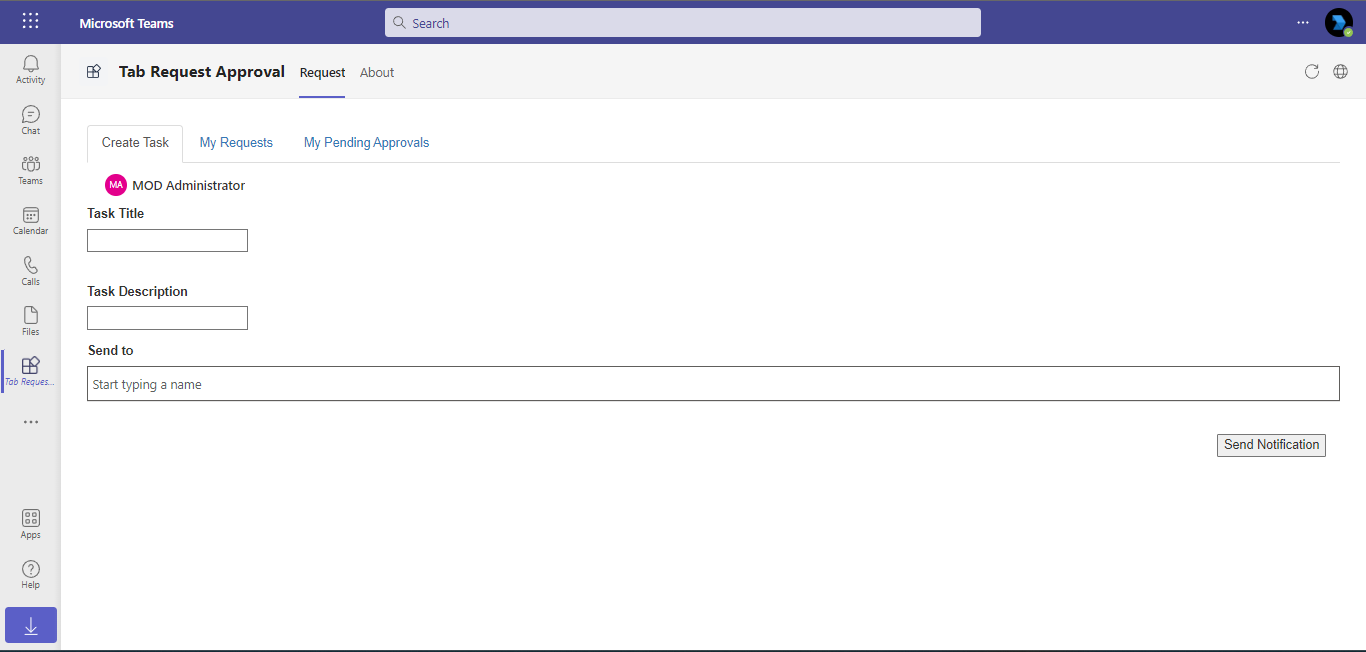 Microsoft Teams
Search
Activity
Chat
Teams
Calendar
Calls
Files
Tab Reques...
Apps
Help
Tab Request Approval
Request
About
Create Task
My Requests
My Pending Approvals
MA
MOD Administrator
Task Title
Task Description
Send to
Start typing a name
Send Notification